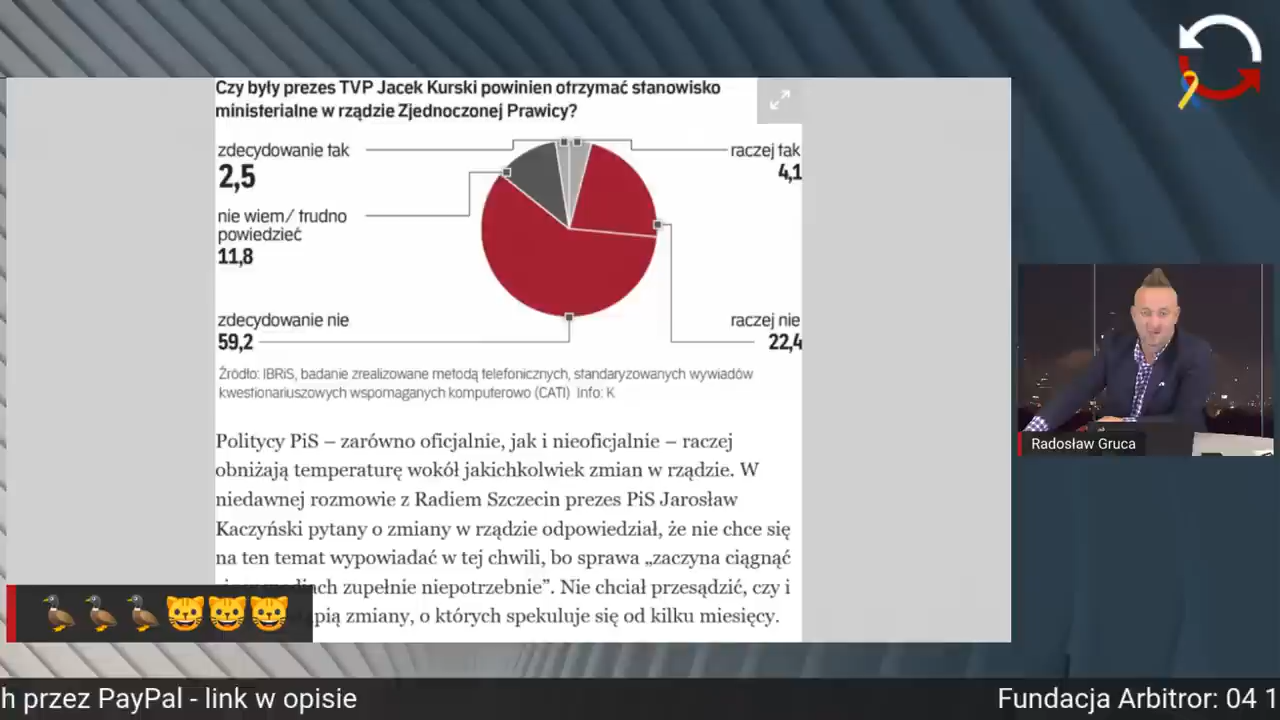 Czy były prezes TVP Jacek Kurski powinien otrzymać stanowisko
ministerialne w rządzie Zjednoczonej Prawicy?
zdecydowanie tak
2,5
raczej tak
4,1
nie wiem/ trudno
powiedzieć
11,8
zdecydowanie nie
59,2
raczej nie
22,4
Źródło: IBRiS, badanie zrealizowane metodą telefonicznych, standaryzowanych wywiadów
kwestionariuszowych wspomaganych komputerowo (CATI) Info: K
Politycy PiS – zarówno oficjalnie, jak i nieoficjalnie – raczej
obniżają temperaturę wokół jakichkolwiek zmian w rządzie. W
niedawnej rozmowie z Radiem Szczecin prezes PiS Jarosław
Kaczyński pytany o zmiany w rządzie odpowiedział, że nie chce się
na ten temat wypowiadać w tej chwili, bo sprawa „zaczyna ciągnąć
zupełnie niepotrzebnie”. Nie chciał przesądzić, czy i
zmiany, o których spekuluje się od kilku miesięcy.
Radosław Gruca
h przez PayPal - link w opisie
Fundacja Arbitror: 04 1